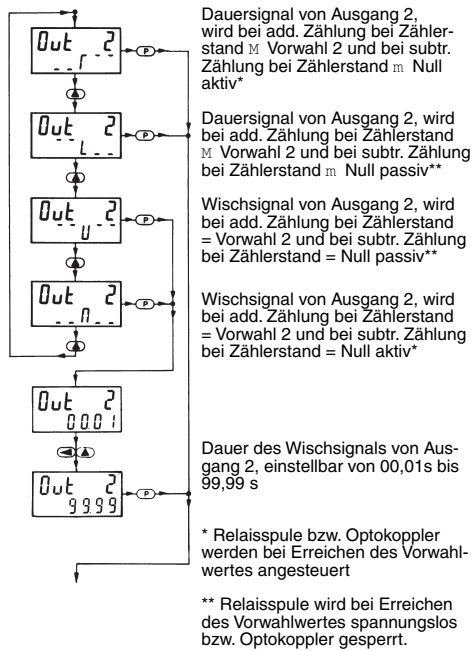 Out 2
P
Dauersignal von Ausgang 2,
wird bei add. Zählung bei Zähler-
stand M Vorwahl 2 und bei subtr.
Zählung bei Zählerstand m Null
aktiv*
Out 2
P
Dauersignal von Ausgang 2, wird
bei add. Zählung bei Zählerstand
M Vorwahl 2 und bei subtr. Zählung
bei Zählerstand m Null passiv**
Out 2
P
Wischsignal von Ausgang 2, wird
bei add. Zählung bei Zählerstand
= Vorwahl 2 und bei subtr. Zählung
bei Zählerstand = Null passiv**
Out 2
P
Wischsignal von Ausgang 2, wird
bei add. Zählung bei Zählerstand
= Vorwahl 2 und bei subtr. Zählung
bei Zählerstand = Null aktiv*
Out 2
00.01
Out 2
99.99
P
Dauer des Wischsignals von Aus-
gang 2, einstellbar von 00,01s bis
99,99 s
* Relaisspule bzw. Optokoppler
werden bei Erreichen des Vorwahl-
wertes angesteuert
** Relaisspule wird bei Erreichen
des Vorwahlwertes spannungslos
bzw. Optokoppler gesperrt.